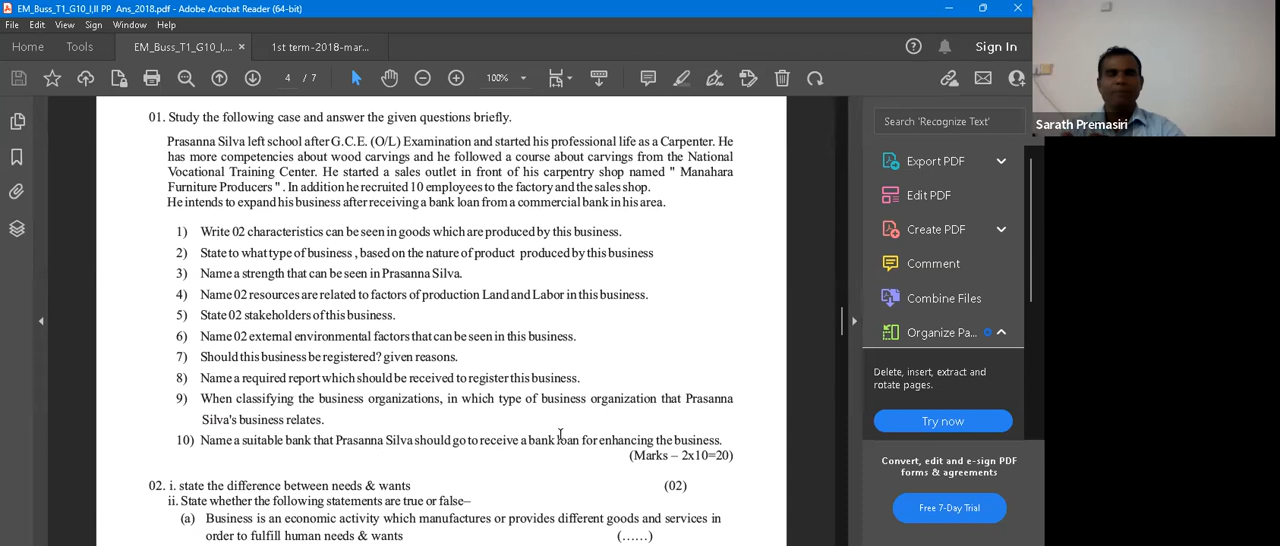 EM_Buss_T1_G10_I,II PP  Ans_2018.pdf - Adobe Acrobat Reader (64-bit)
File Edit View Sign Window Help
Home Tools EM_Buss_T1_G10_I,... × 1st term-2018-mar... Sign In
4 / 7 100%
01. Study the following case and answer the given questions briefly.
Prasanna Silva left school after G.C.E. (O/L) Examination and started his professional life as a Carpenter. He
has more competencies about wood carvings and he followed a course about carvings from the National
Vocational Training Center. He started a sales outlet in front of his carpentry shop named " Manahara
Furniture Producers " . In addition he recruited 10 employees to the factory and the sales shop.
He intends to expand his business after receiving a bank loan from a commercial bank in his area.
1) Write 02 characteristics can be seen in goods which are produced by this business.
2) State to what type of business , based on the nature of product produced by this business
3) Name a strength that can be seen in Prasanna Silva.
4) Name 02 resources are related to factors of production Land and Labor in this business.
5) State 02 stakeholders of this business.
6) Name 02 external environmental factors that can be seen in this business.
7) Should this business be registered? given reasons.
8) Name a required report which should be received to register this business.
9) When classifying the business organizations, in which type of business organization that Prasanna
Silva's business relates.
10) Name a suitable bank that Prasanna Silva should go to receive a bank loan for enhancing the business.
(Marks – 2x10=20)
02. i. state the difference between needs & wants (02)
ii. State whether the following statements are true or false–
(a) Business is an economic activity which manufactures or provides different goods and services in
order to fulfill human needs & wants (......)
Search 'Recognize Text'
Export PDF
Edit PDF
Create PDF
Comment
Combine Files
Organize Pa...
Delete, insert, extract and
rotate pages.
Try now
Convert, edit and e-sign PDF
forms & agreements
Free 7-Day Trial
Sarath Premasiri